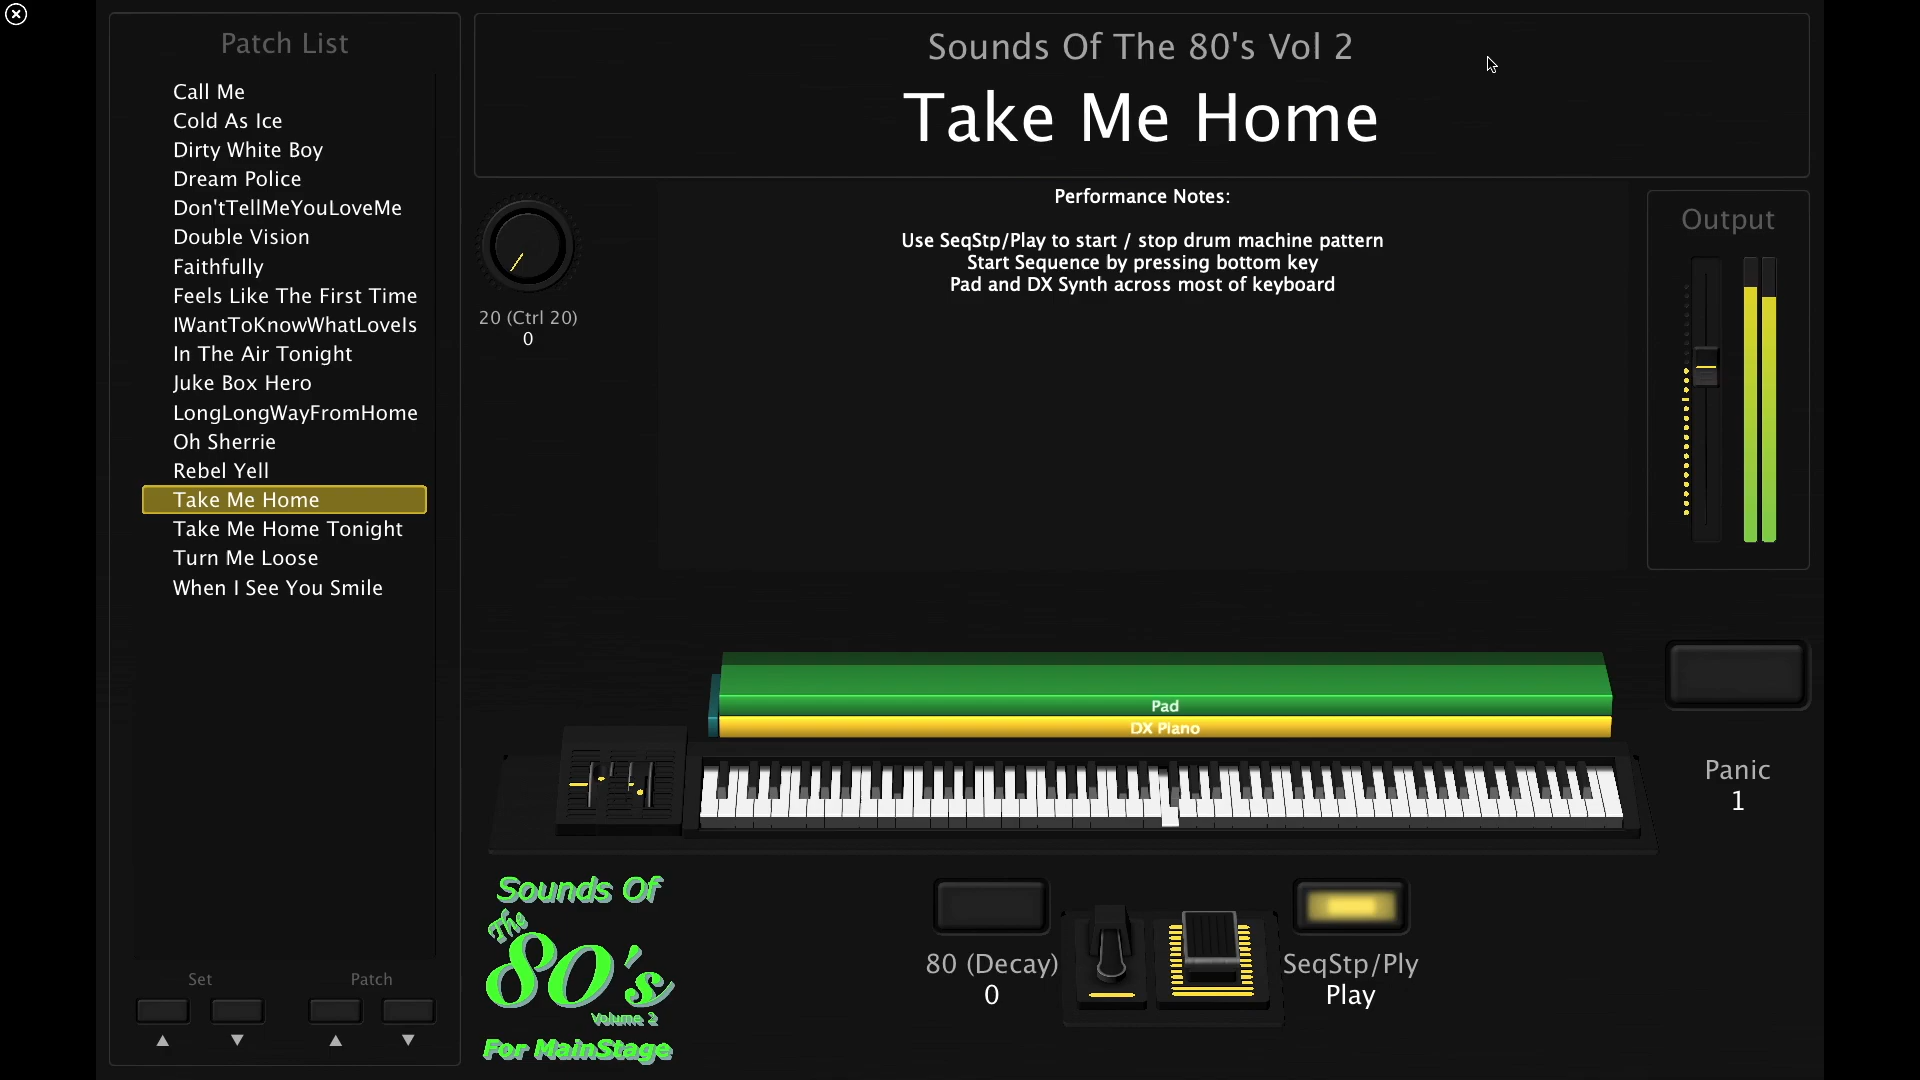 Patch List
Call Me
Cold As Ice
Dirty White Boy
Dream Police
Don'tTellMeYouLoveMe
Double Vision
Faithfully
Feels Like The First Time
IWantToKnowWhatLoveIs
In The Air Tonight
Juke Box Hero
LongLongWayFromHome
Oh Sherrie
Rebel Yell
Take Me Home
Take Me Home Tonight
Turn Me Loose
When I See You Smile
Set
Patch
Sounds Of The 80's Vol 2
Take Me Home
Performance Notes:
Use SeqStp/Play to start / stop drum machine pattern
Start Sequence by pressing bottom key
Pad and DX Synth across most of keyboard
20 (Ctrl 20)
0
Output
Pad
DX Piano
Panic
1
Sounds Of
The
80's
Volume 2
For MainStage
80 (Decay)
0
SeqStp/Ply
Play